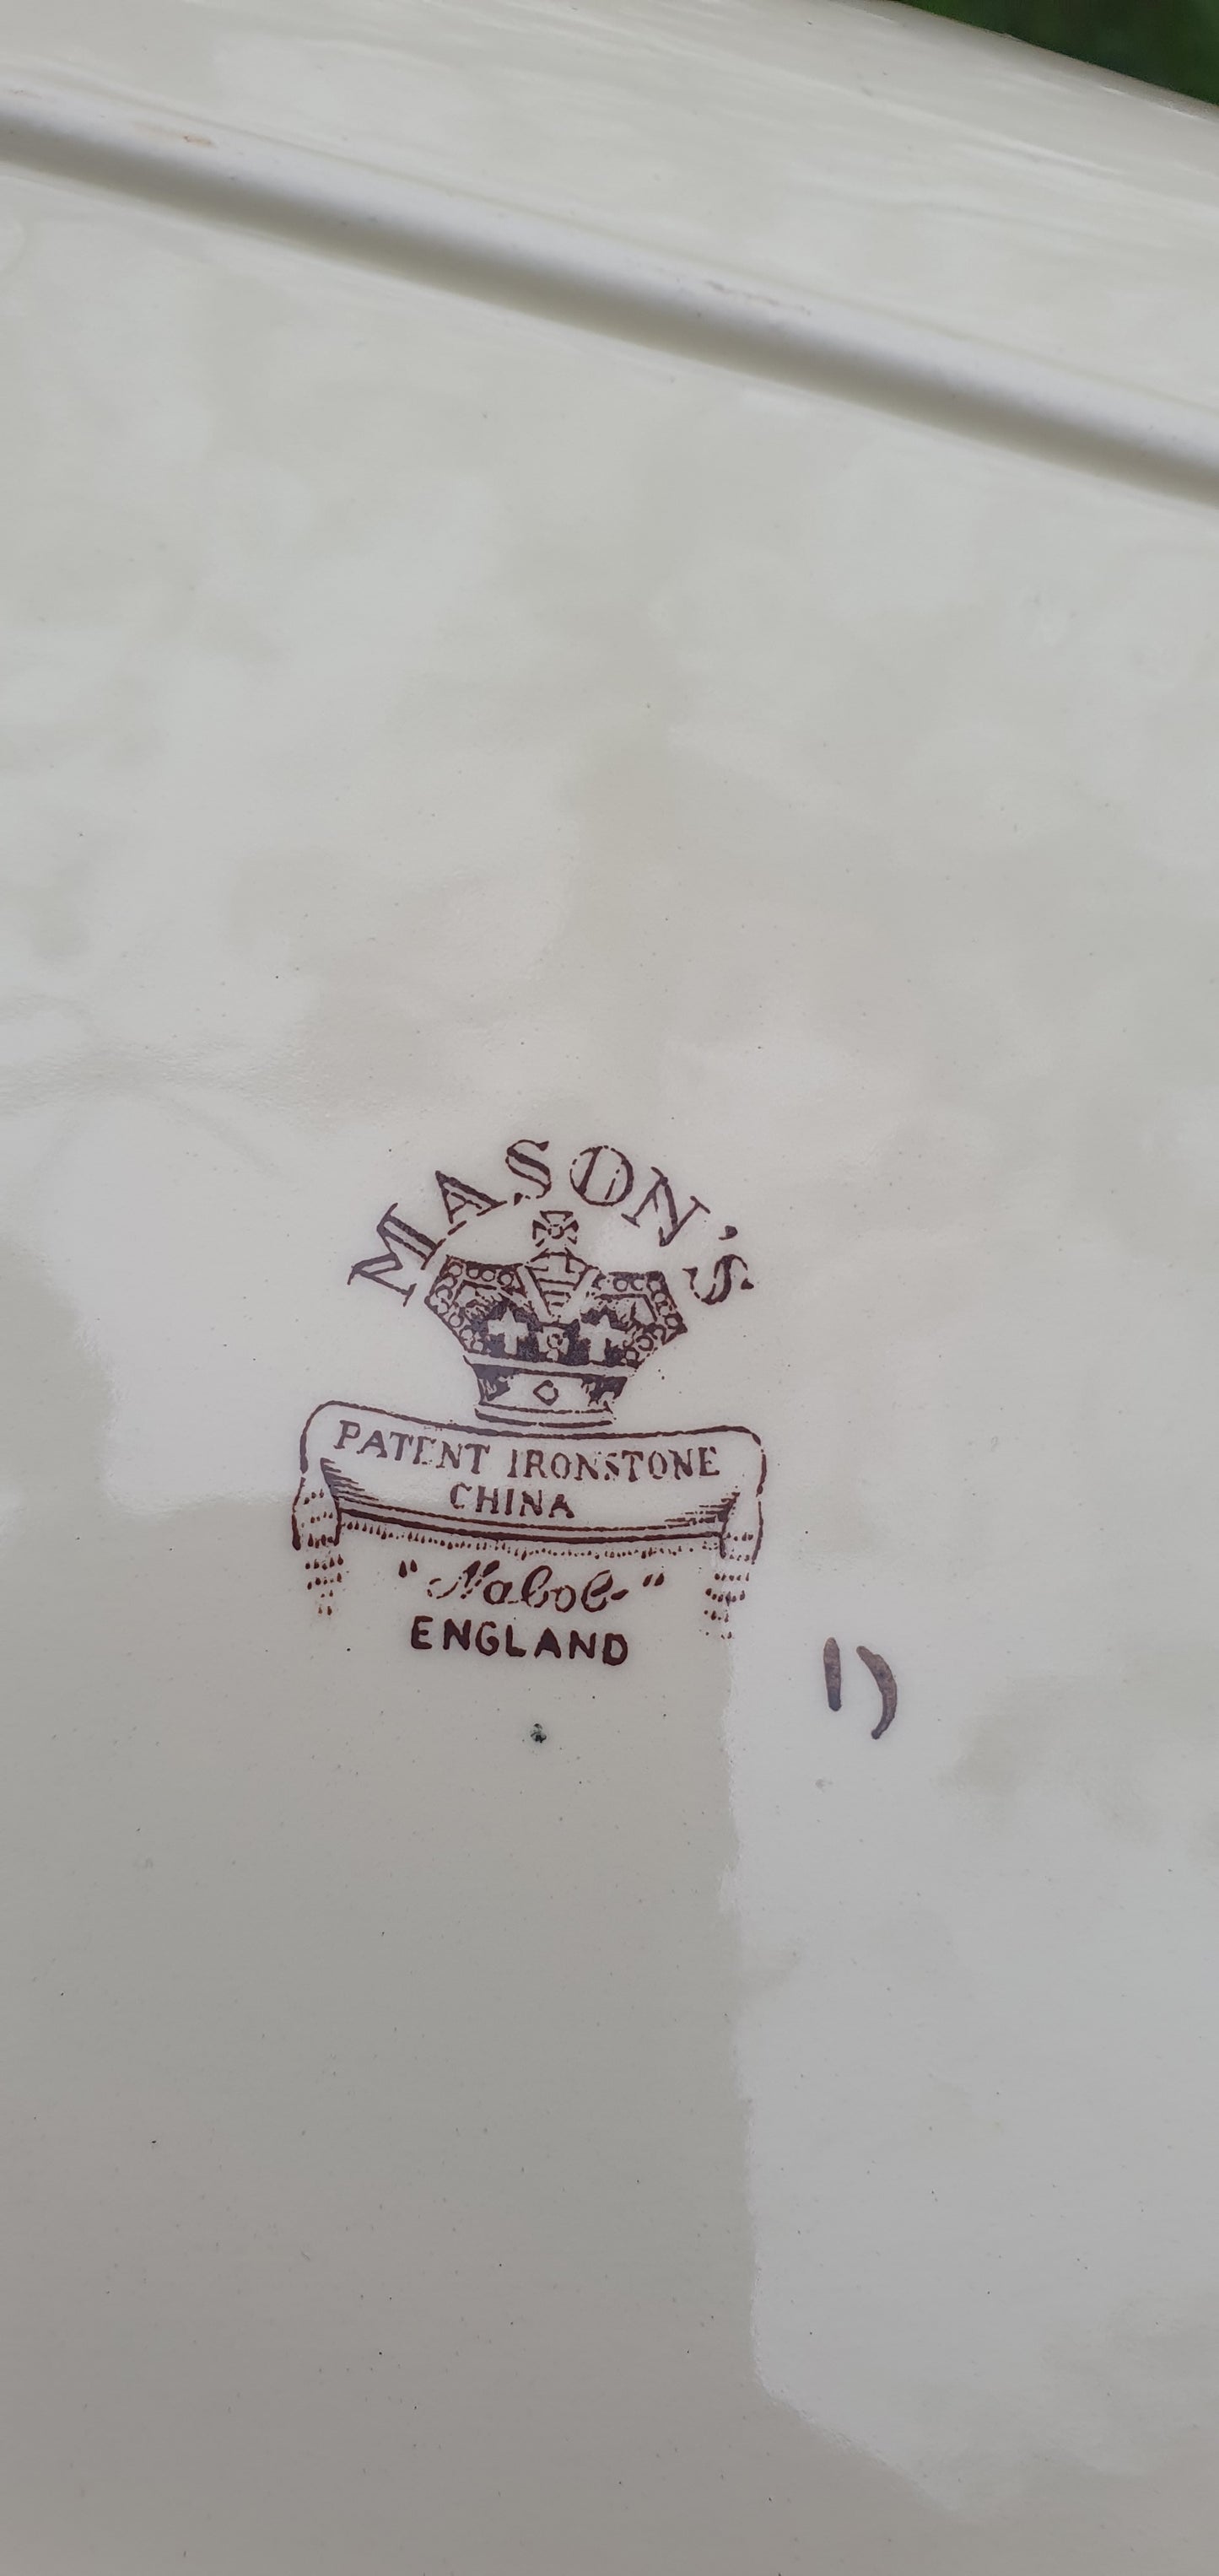 MASON'S
PATENT IRONSTONE
CHINA
"Nabob"
ENGLAND